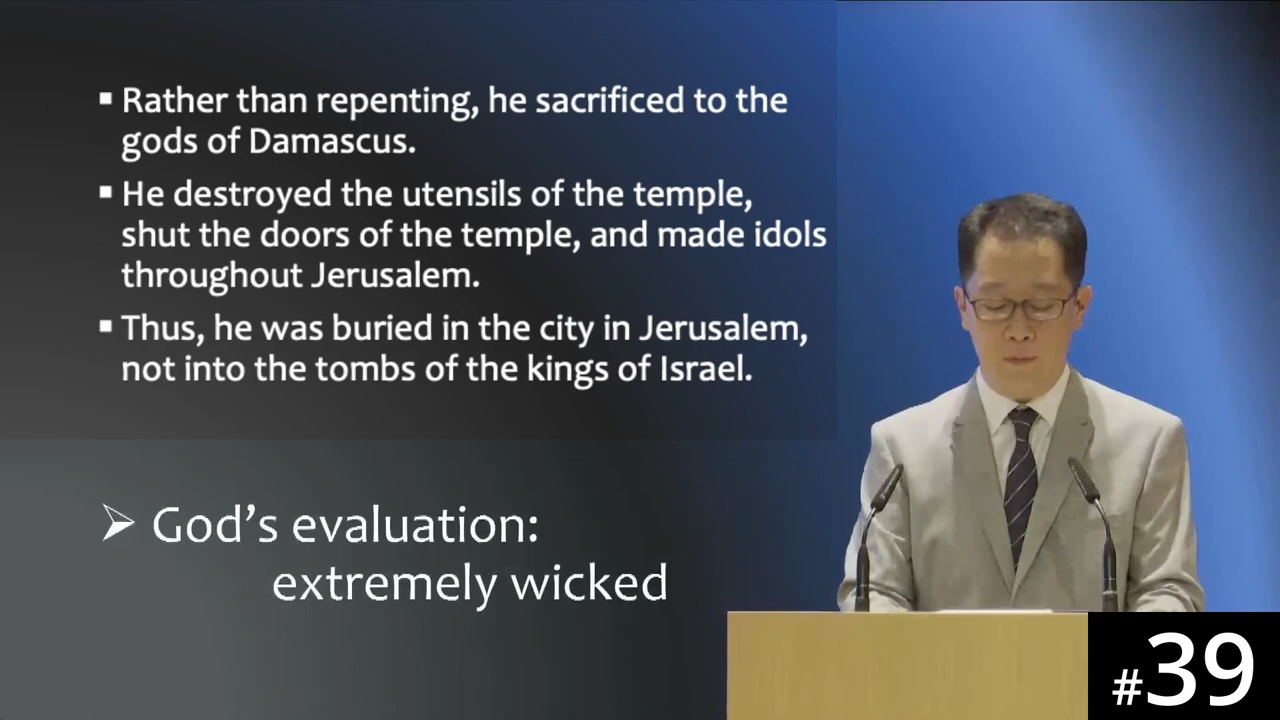 ▪ Rather than repenting, he sacrificed to the
gods of Damascus.
▪ He destroyed the utensils of the temple,
shut the doors of the temple, and made idols
throughout Jerusalem.
▪ Thus, he was buried in the city in Jerusalem,
not into the tombs of the kings of Israel.
➢ God’s evaluation:
extremely wicked
#39